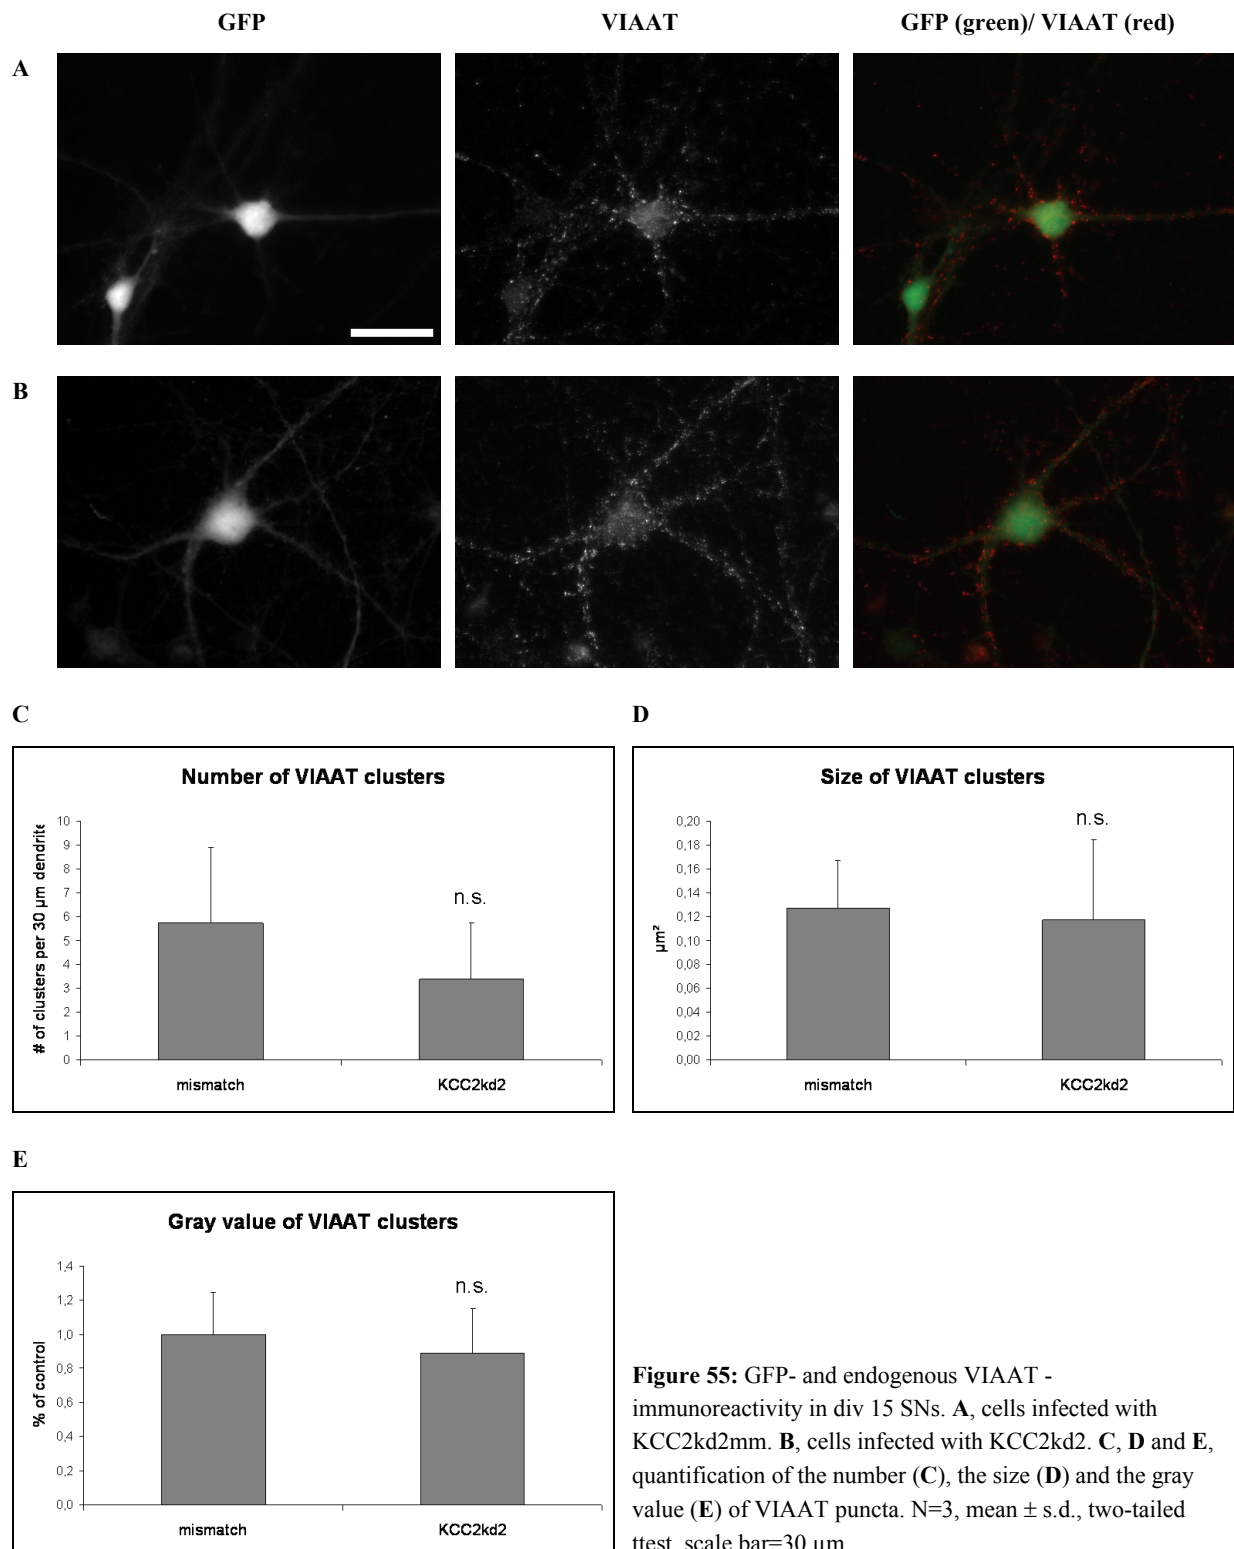 GFP VIAAT GFP (green)/ VIAAT (red)
A
B
C D
Number of VIAAT clusters
# of clusters per 30 µm dendrite
10
9
8
7
6
5
4
3
2
1
0
n.s.
mismatch KCC2kd2
Size of VIAAT clusters
µm²
0,20
0,18
0,16
0,14
0,12
0,10
0,08
0,06
0,04
0,02
0,00
n.s.
mismatch KCC2kd2
E
Gray value of VIAAT clusters
% of control
1,4
1,2
1,0
0,8
0,6
0,4
0,2
0,0
n.s.
mismatch KCC2kd2
Figure 55: GFP- and endogenous VIAAT -
immunoreactivity in div 15 SNs. A, cells infected with
KCC2kd2mm. B, cells infected with KCC2kd2. C, D and E,
quantification of the number (C), the size (D) and the gray
value (E) of VIAAT puncta. N=3, mean ± s.d., two-tailed
ttest, scale bar=30 µm